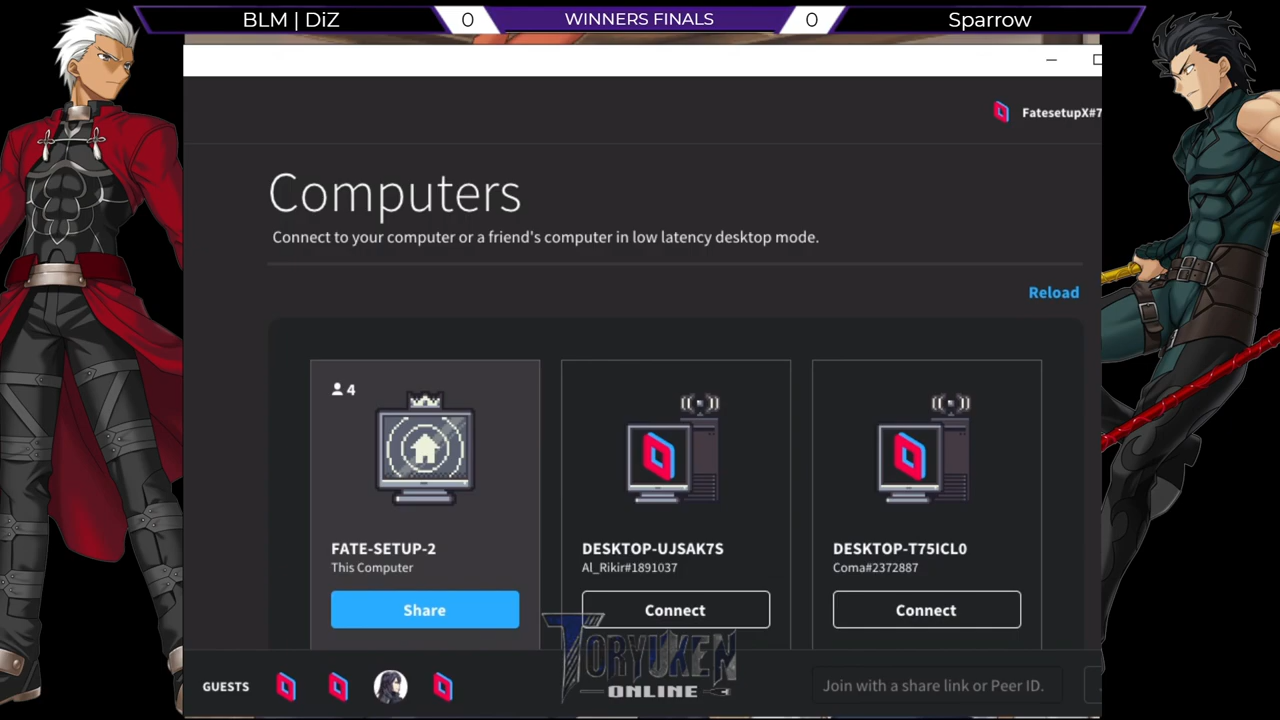 BLM | DiZ 0 WINNERS FINALS 0 Sparrow
FatesetupX#7
Computers
Connect to your computer or a friend's computer in low latency desktop mode.
Reload
4
FATE-SETUP-2
This Computer
Share
DESKTOP-UJSAK7S
Al_Rikir#1891037
Connect
DESKTOP-T75ICL0
Coma#2372887
Connect
TORYUKEN
ONLINE
GUESTS
Join with a share link or Peer ID.